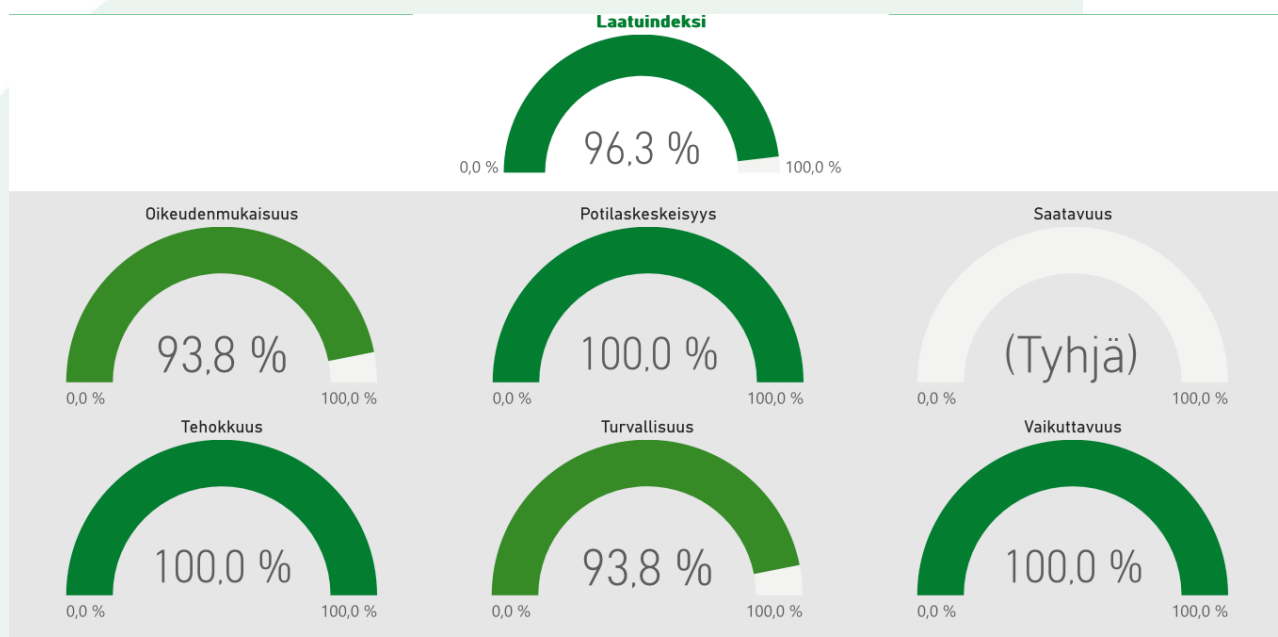 Laatuindeksi
96,3 %
0,0 %
100,0 %
Oikeudenmukaisuus
93,8 %
0,0 %
100,0 %
Potilaskeskeisyys
100,0 %
0,0 %
100,0 %
Saatavuus
(Tyhjä)
0,0 %
100,0 %
Tehokkuus
100,0 %
0,0 %
100,0 %
Turvallisuus
93,8 %
0,0 %
100,0 %
Vaikuttavuus
100,0 %
0,0 %
100,0 %